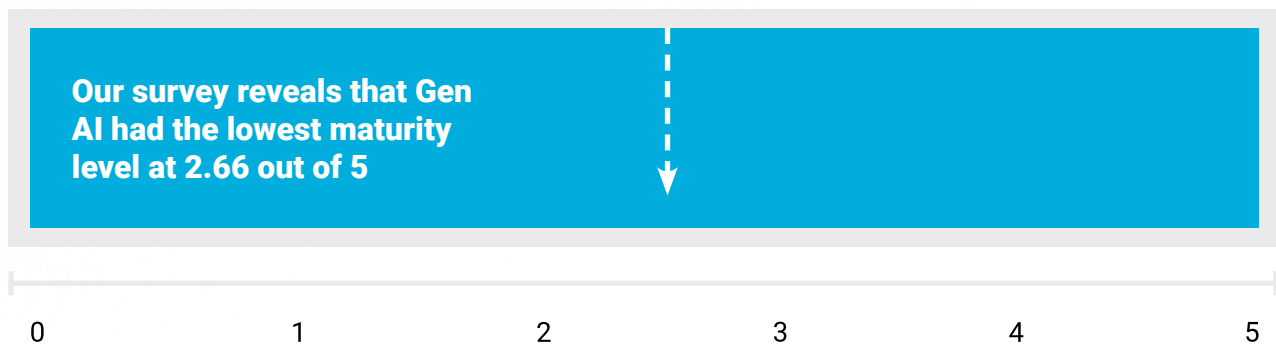 Our survey reveals that Gen
AI had the lowest maturity
level at 2.66 out of 5
0 1 2 3 4 5